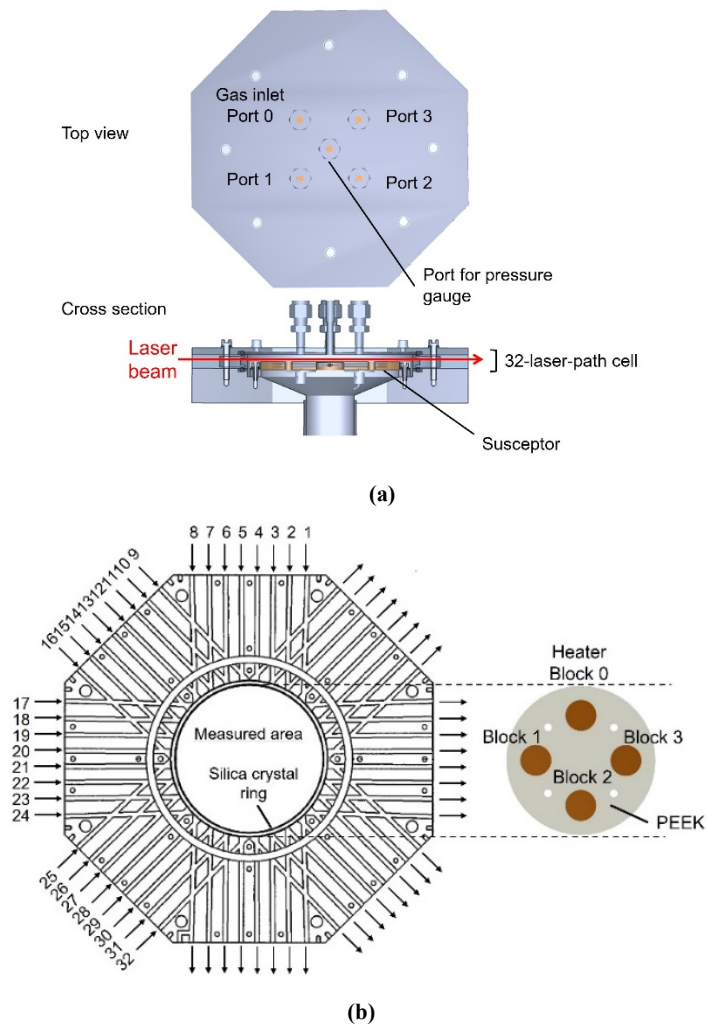 Top view
Gas inlet
Port 0
Port 3
Port 1
Port 2
Port for pressure
gauge
Cross section
Laser
beam
32-laser-path cell
Susceptor
(a)
8 7 6 5 4 3 2 1
16 15 14 13 12 11 10 9
17
18
19
20
21
22
23
24
Measured area
Silica crystal
ring
Heater
Block 0
Block 1
Block 3
Block 2
PEEK
25
26
27
28
29
30
31
32
(b)